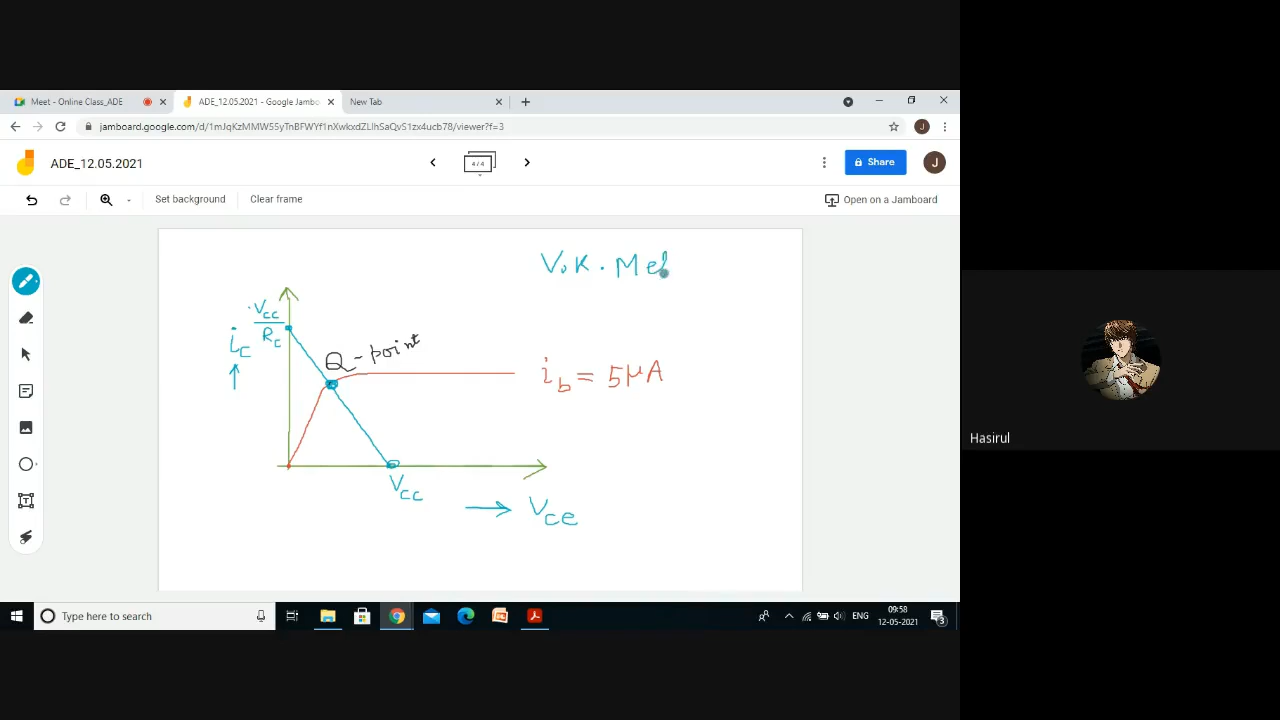 Meet - Online Class_ADE
ADE_12.05.2021 - Google Jambo
New Tab
jamboard.google.com/d/1mJqKzMMW55yTnBFWYf1nXwkxdZLlhSaQvS1zx4ucb78/viewer?f=3
J
ADE_12.05.2021
4 / 4
Share
J
Set background
Clear frame
Open on a Jamboard
V.K. Meh
Vcc
Rc
ic
Q-point
ib = 5μA
Vcc
Vce
Hasirul
Type here to search
ENG
09:58
12-05-2021
3